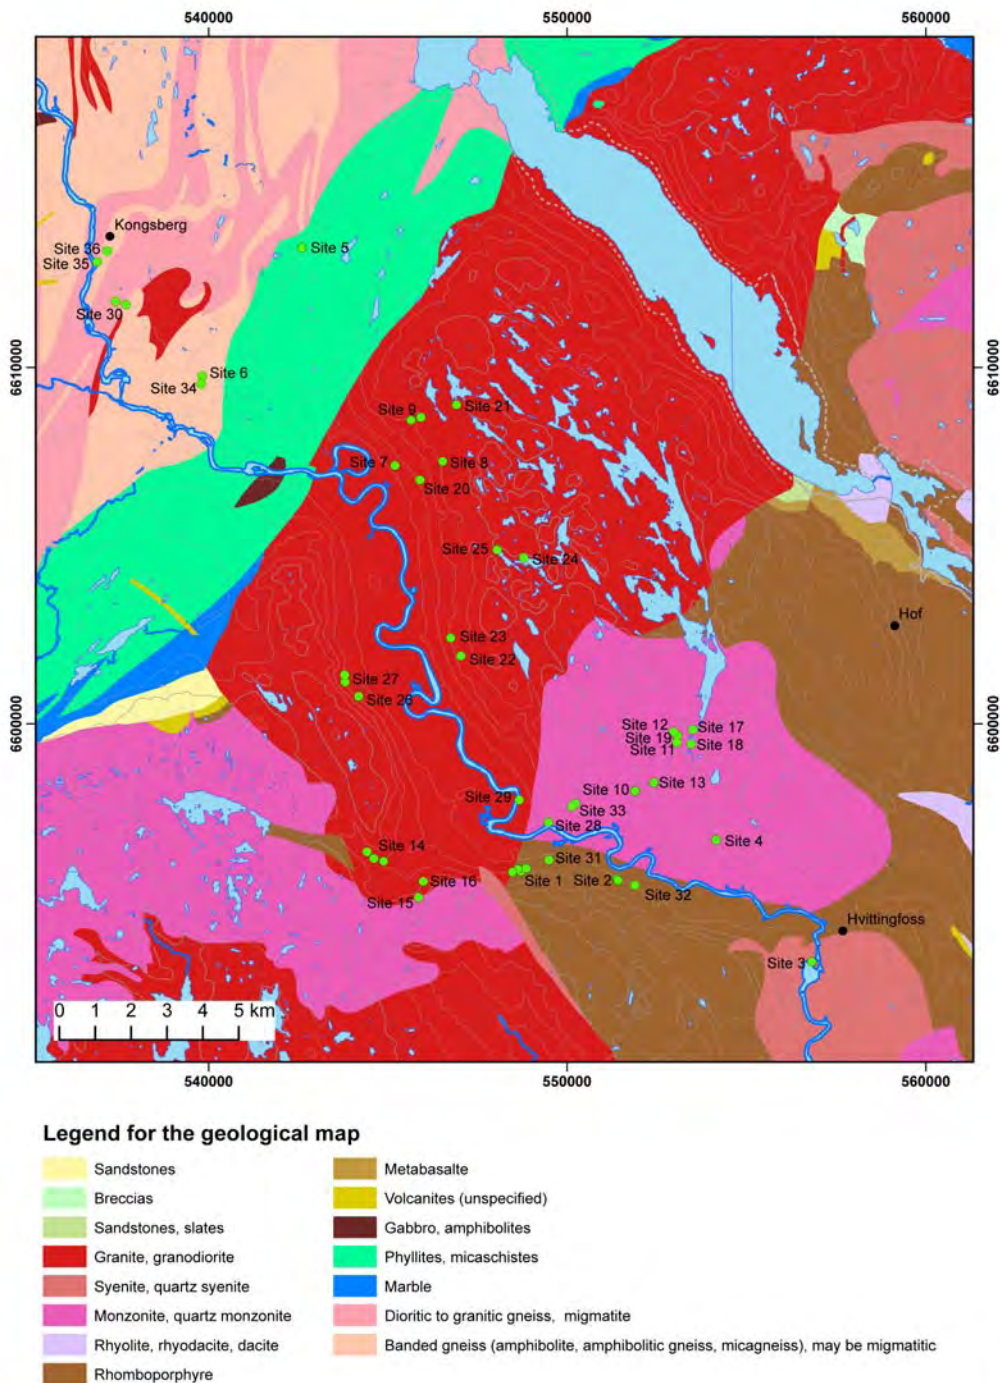 540000 550000 560000
Kongsberg
Site 36
Site 35
Site 5
Site 30
6610000 6610000
Site 6
Site 34
Site 21
Site 9
Site 7
Site 8
Site 20
Site 25
Site 24
Hof
Site 23
Site 22
Site 27
Site 26
6600000 6600000
Site 12
Site 17
Site 19
Site 11
Site 18
Site 13
Site 10
Site 29
Site 33
Site 28
Site 4
Site 14
Site 31
Site 16
Site 1
Site 2
Site 32
Site 15
Hvittingfoss
Site 3
0 1 2 3 4 5 km
540000 550000 560000
Legend for the geological map
Sandstones
Breccias
Sandstones, slates
Granite, granodiorite
Syenite, quartz syenite
Monzonite, quartz monzonite
Rhyolite, rhyodacite, dacite
Rhomboporphyre
Metabasalte
Volcanites (unspecified)
Gabbro, amphibolites
Phyllites, micaschistes
Marble
Dioritic to granitic gneiss, migmatite
Banded gneiss (amphibolite, amphibolitic gneiss, micagneiss), may be migmatitic